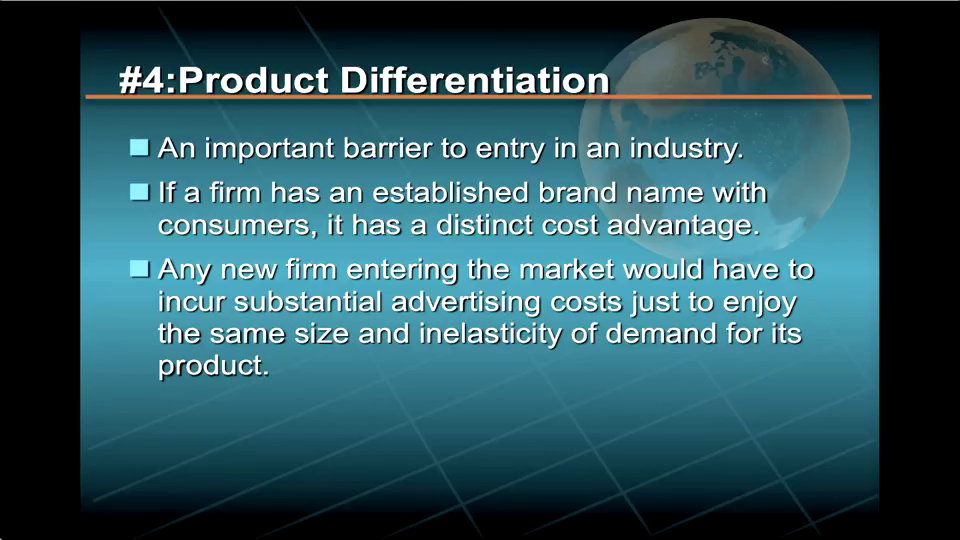 #4:Product Differentiation
An important barrier to entry in an industry.
If a firm has an established brand name with
consumers, it has a distinct cost advantage.
Any new firm entering the market would have to
incur substantial advertising costs just to enjoy
the same size and inelasticity of demand for its
product.